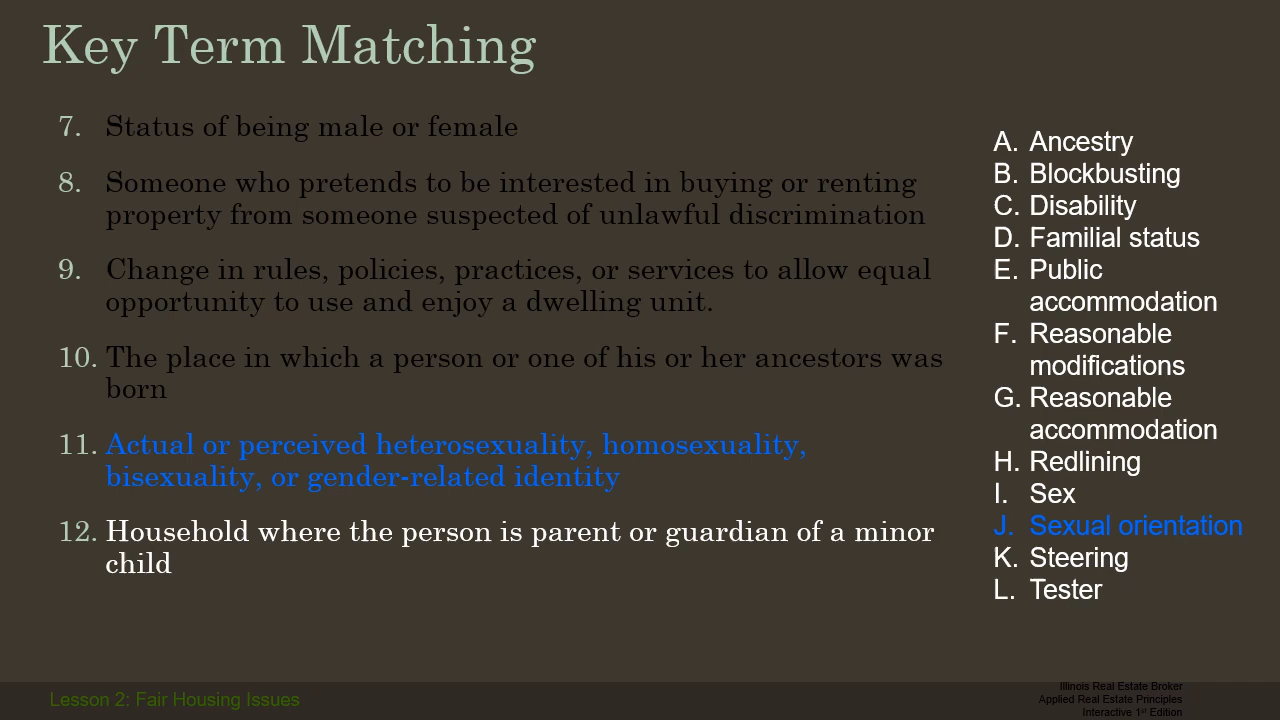 Key Term Matching
7. Status of being male or female
8. Someone who pretends to be interested in buying or renting
property from someone suspected of unlawful discrimination
9. Change in rules, policies, practices, or services to allow equal
opportunity to use and enjoy a dwelling unit.
10. The place in which a person or one of his or her ancestors was
born
11. Actual or perceived heterosexuality, homosexuality,
bisexuality, or gender-related identity
12. Household where the person is parent or guardian of a minor
child
A. Ancestry
B. Blockbusting
C. Disability
D. Familial status
E. Public
accommodation
F. Reasonable
modifications
G. Reasonable
accommodation
H. Redlining
I. Sex
J. Sexual orientation
K. Steering
L. Tester
Lesson 2: Fair Housing Issues
Illinois Real Estate Broker
Applied Real Estate Principles
Interactive 1st Edition